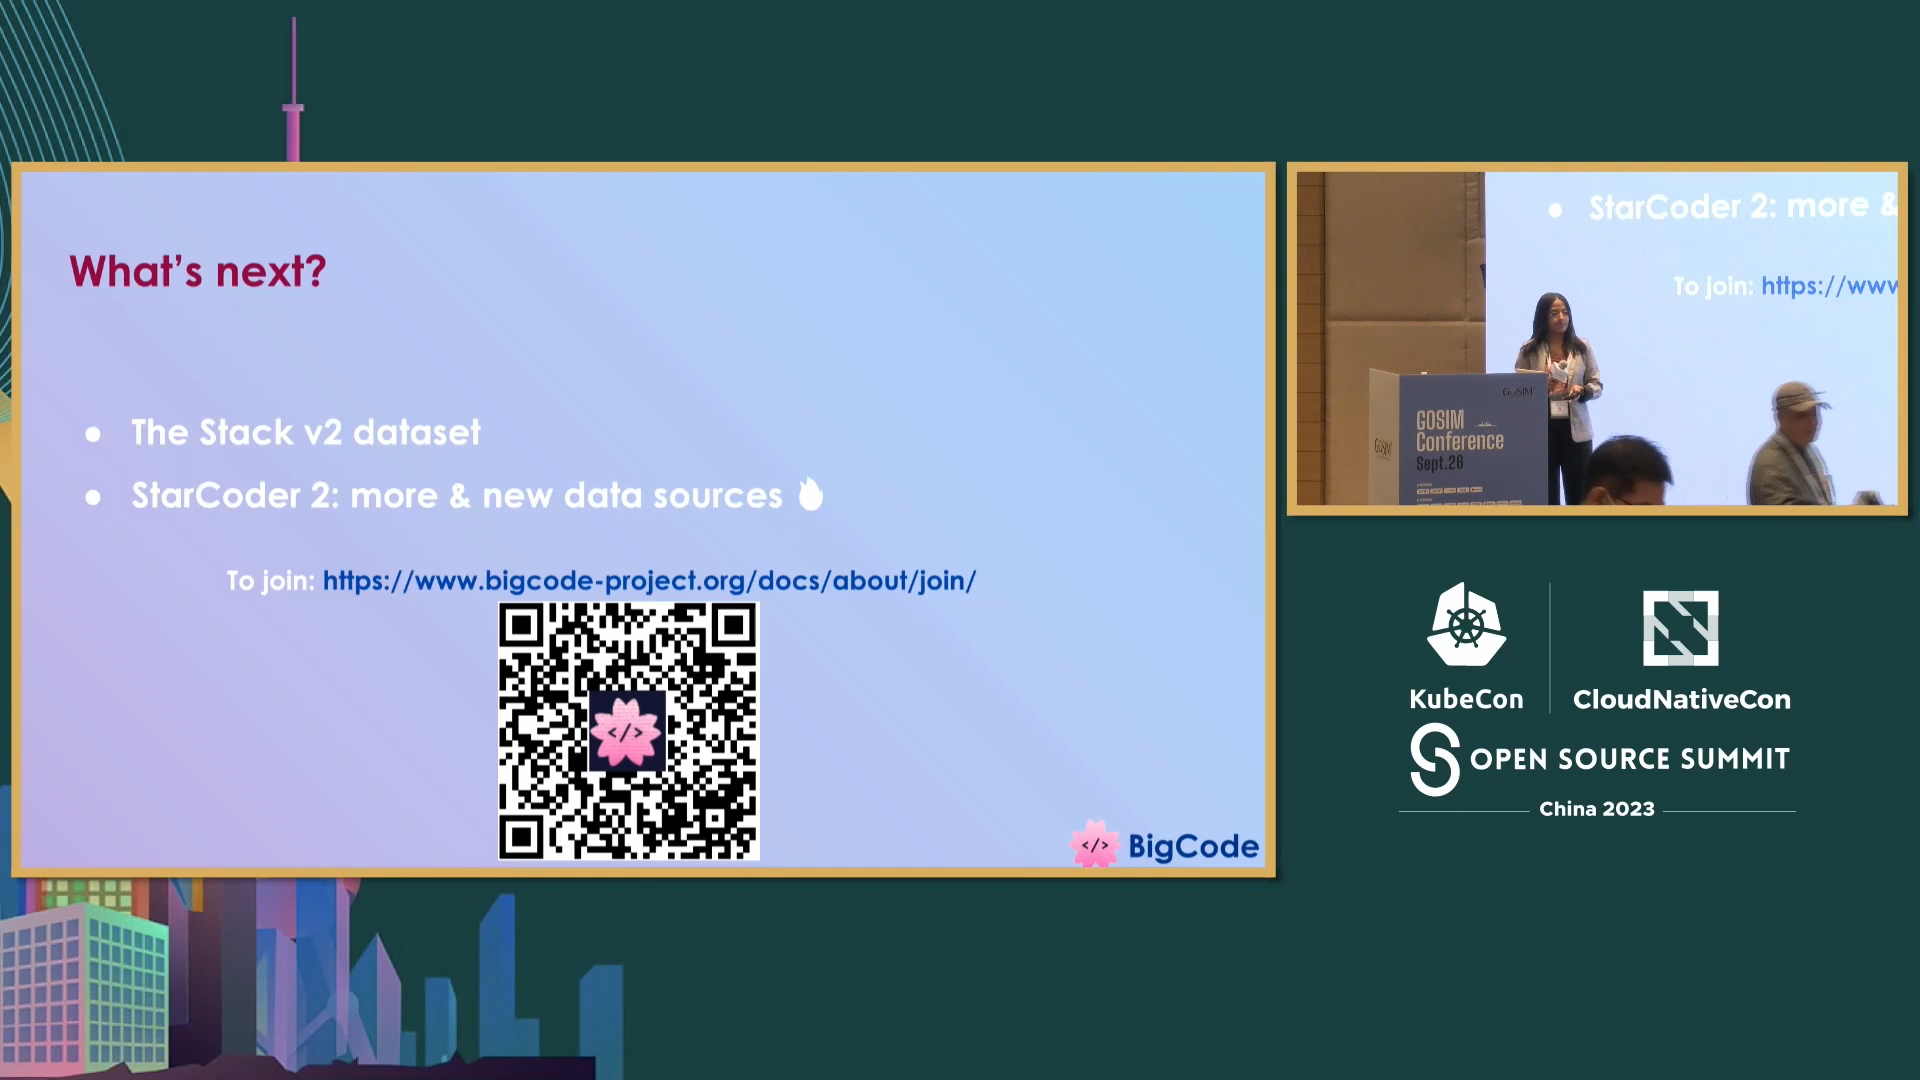 What's next?
● The Stack v2 dataset
● StarCoder 2: more & new data sources
To join: https://www.bigcode-project.org/docs/about/join/
</>
</> BigCode
● StarCoder 2: more &
To join: https://www
GOSIM
GOSIM
Conference
Sept.26
GOSIM
KubeCon
CloudNativeCon
OPEN SOURCE SUMMIT
China 2023